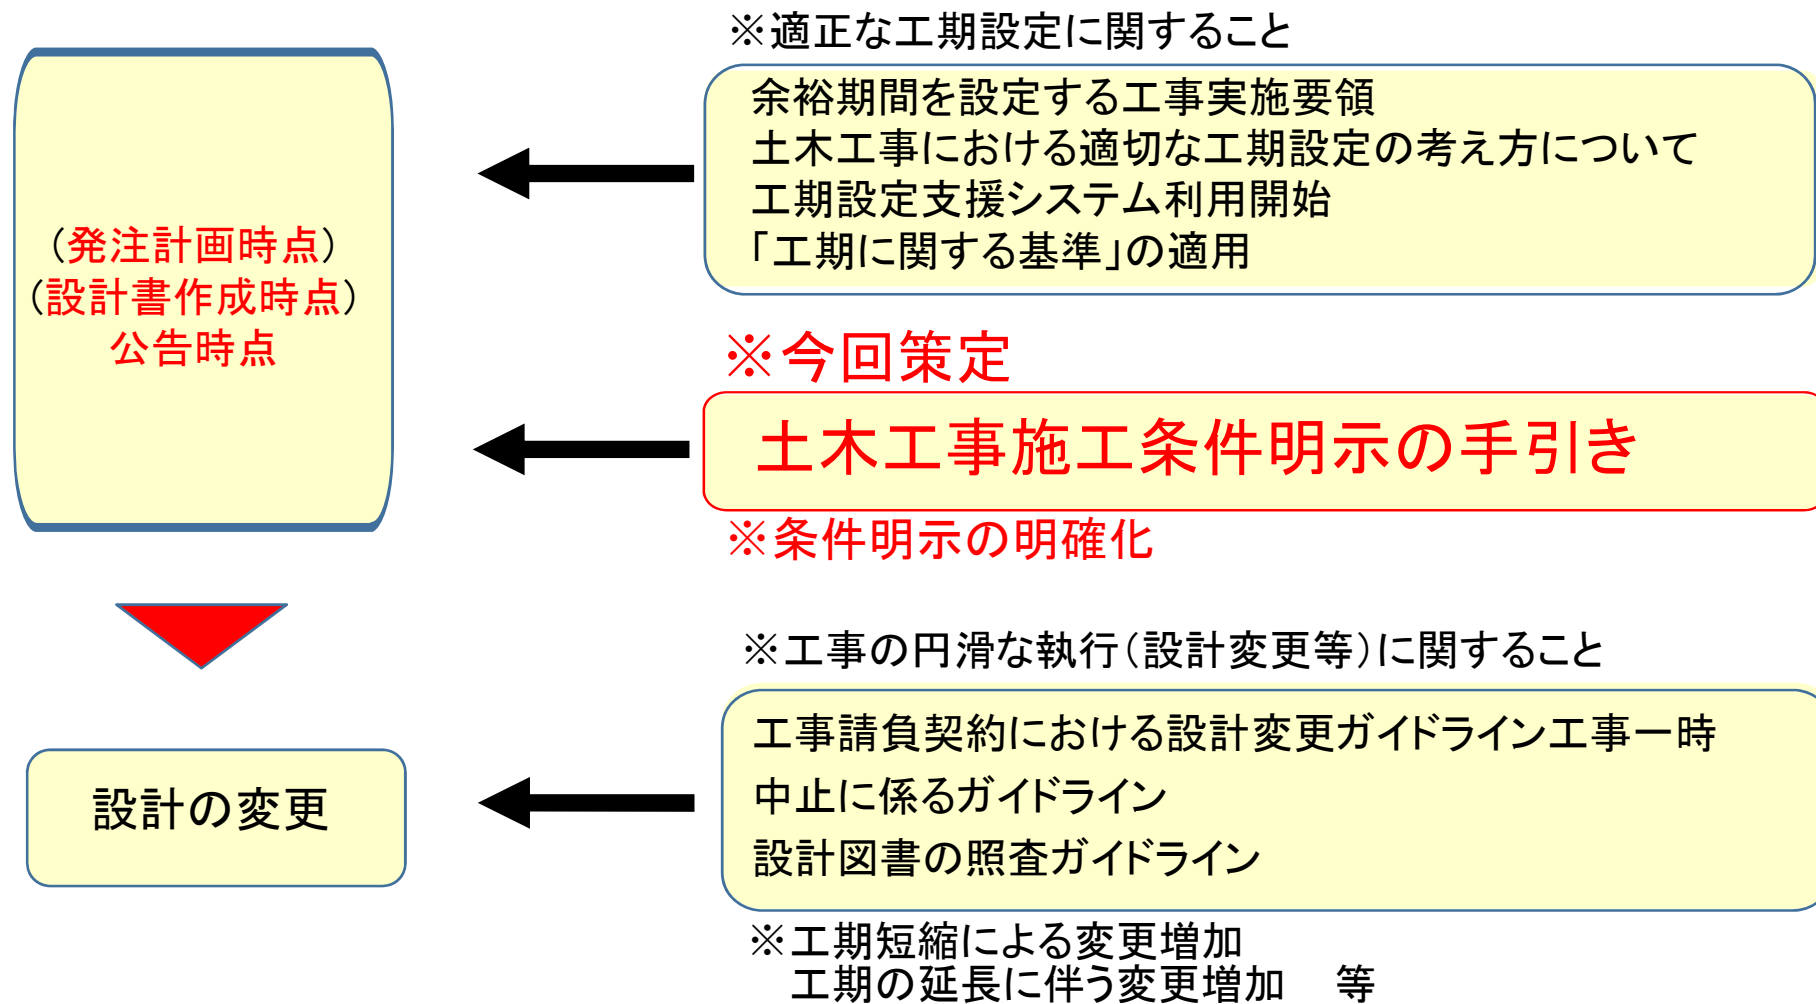 ※適正な工期設定に関すること
余裕期間を設定する工事実施要領
土木工事における適切な工期設定の考え方について
工期設定支援システム利用開始
「工期に関する基準」の適用
（発注計画時点）
（設計書作成時点）
公告時点
※今回策定
土木工事施工条件明示の手引き
※条件明示の明確化
※工事の円滑な執行（設計変更等）に関すること
工事請負契約における設計変更ガイドライン工事一時
中止に係るガイドライン
設計図書の照査ガイドライン
設計の変更
※工期短縮による変更増加
工期の延長に伴う変更増加　等